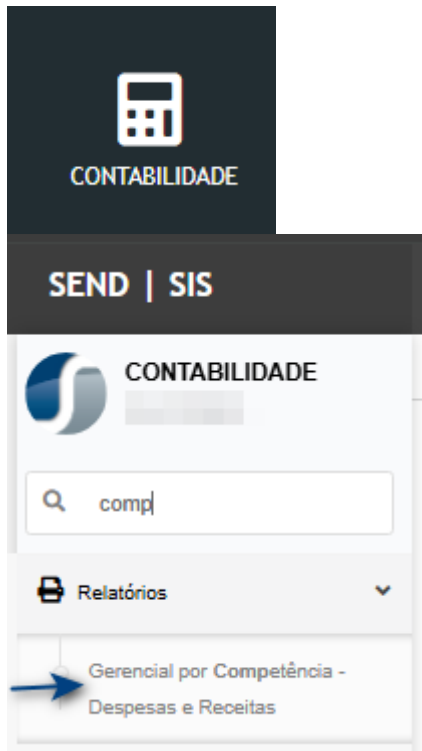 CONTABILIDADE
SEND | SIS
CONTABILIDADE
comp
Relatórios
Gerencial por Competência -
Despesas e Receitas